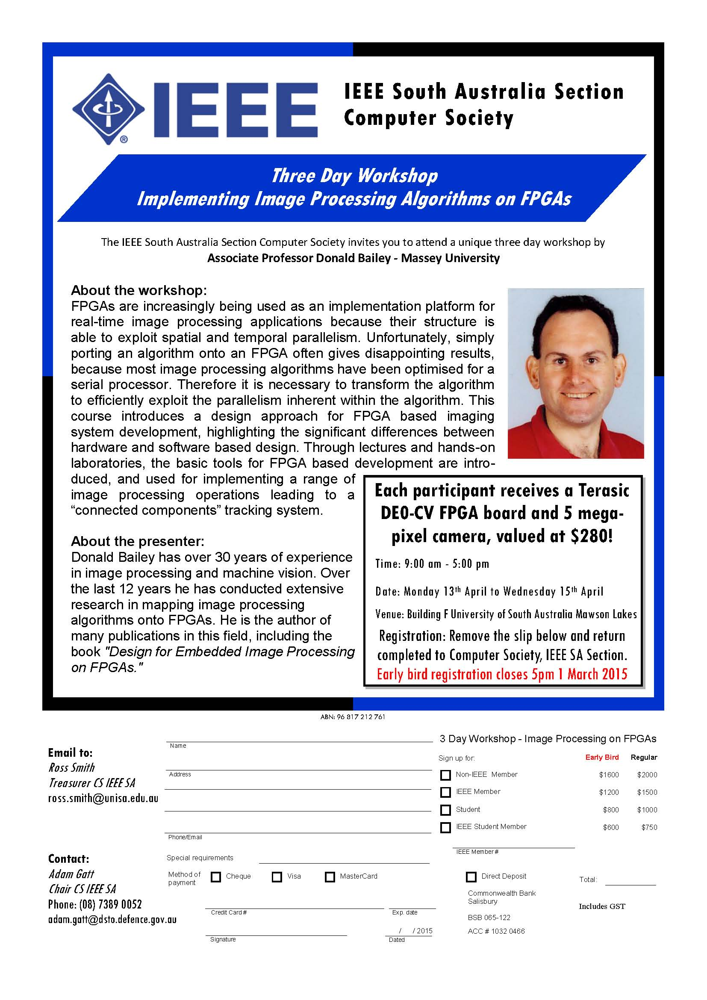 IEEE®
IEEE South Australia Section
Computer Society
Three Day Workshop
Implementing Image Processing Algorithms on FPGAs
The IEEE South Australia Section Computer Society invites you to attend a unique three day workshop by
Associate Professor Donald Bailey - Massey University
About the workshop:
FPGAs are increasingly being used as an implementation platform for
real-time image processing applications because their structure is
able to exploit spatial and temporal parallelism. Unfortunately, simply
porting an algorithm onto an FPGA often gives disappointing results,
because most image processing algorithms have been optimised for a
serial processor. Therefore it is necessary to transform the algorithm
to efficiently exploit the parallelism inherent within the algorithm. This
course introduces a design approach for FPGA based imaging
system development, highlighting the significant differences between
hardware and software based design. Through lectures and hands-on
laboratories, the basic tools for FPGA based development are intro-
duced, and used for implementing a range of
image processing operations leading to a
“connected components” tracking system.
About the presenter:
Donald Bailey has over 30 years of experience
in image processing and machine vision. Over
the last 12 years he has conducted extensive
research in mapping image processing
algorithms onto FPGAs. He is the author of
many publications in this field, including the
book "Design for Embedded Image Processing
on FPGAs."
Each participant receives a Terasic
DE0-CV FPGA board and 5 mega-
pixel camera, valued at $280!
Time: 9:00 am - 5:00 pm
Date: Monday 13th April to Wednesday 15th April
Venue: Building F University of South Australia Mawson Lakes
Registration: Remove the slip below and return
completed to Computer Society, IEEE SA Section.
Early bird registration closes 5pm 1 March 2015
ABN: 96 817 212 761
Email to:
Ross Smith
Treasurer CS IEEE SA
ross.smith@unisa.edu.au
Contact:
Adam Gatt
Chair CS IEEE SA
Phone: (08) 7389 0052
adam.gatt@dsto.defence.gov.au
Name
Address
Phone/Email
Special requirements
Method of
payment
Cheque Visa MasterCard
Credit Card # Exp. date
/ / 2015
Signature Dated
3 Day Workshop - Image Processing on FPGAs
Sign up for: Early Bird Regular
Non-IEEE Member $1600 $2000
IEEE Member $1200 $1500
Student $800 $1000
IEEE Student Member $600 $750
IEEE Member #
Direct Deposit
Commonwealth Bank
Salisbury
BSB 065-122
ACC # 1032 0466
Total:
Includes GST